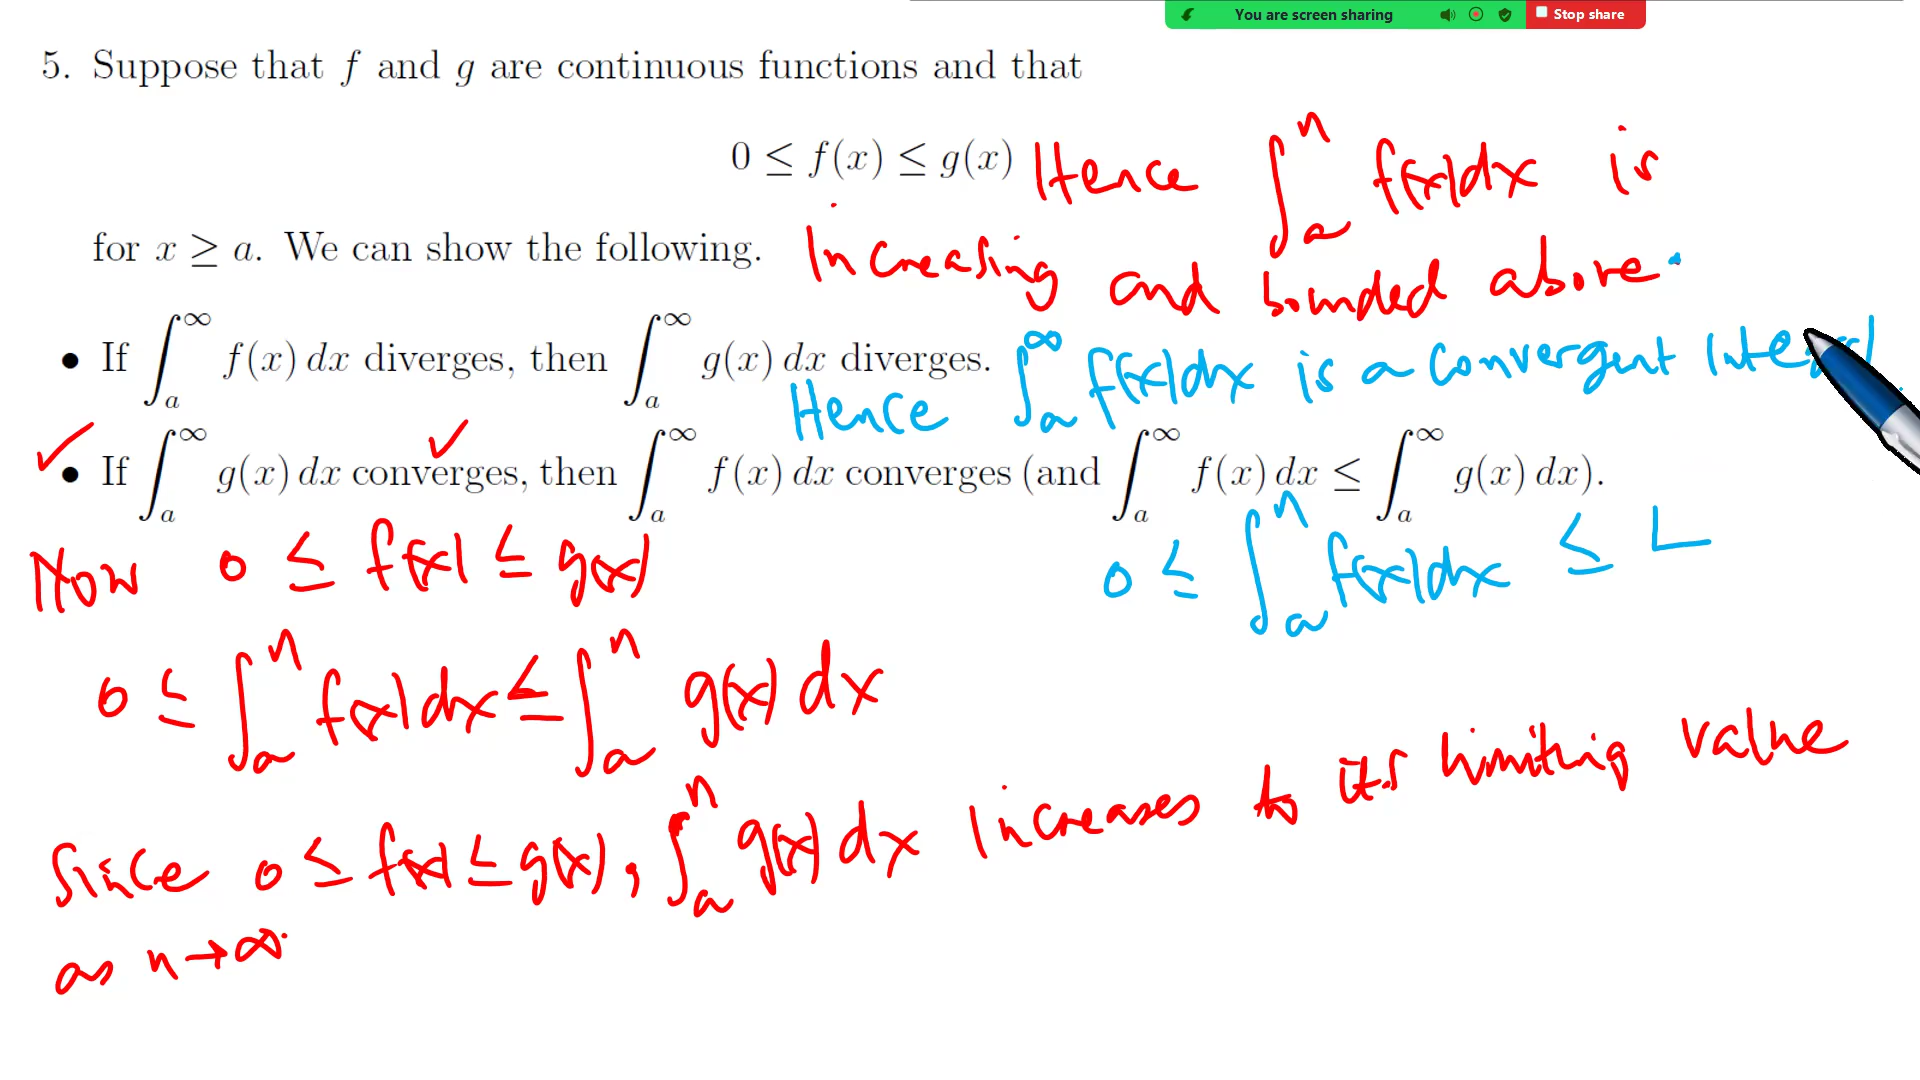 You are screen sharing Stop share
5. Suppose that f and g are continuous functions and that
0 ≤ f(x) ≤ g(x)
for x ≥ a. We can show the following.
• If ∫_a^∞ f(x) dx diverges, then ∫_a^∞ g(x) dx diverges.
• If ∫_a^∞ g(x) dx converges, then ∫_a^∞ f(x) dx converges (and ∫_a^∞ f(x) dx ≤ ∫_a^∞ g(x) dx).
Now 0 ≤ f(x) ≤ g(x)
0 ≤ ∫_a^n f(x) dx ≤ ∫_a^n g(x) dx
Since 0 ≤ f(x) ≤ g(x), ∫_a^n g(x) dx increases to its limiting value
as n → ∞.
Hence ∫_a^n f(x) dx is
increasing and bounded above.
Hence ∫_a^∞ f(x) dx is a convergent
0 ≤ ∫_a^n f(x) dx ≤ L